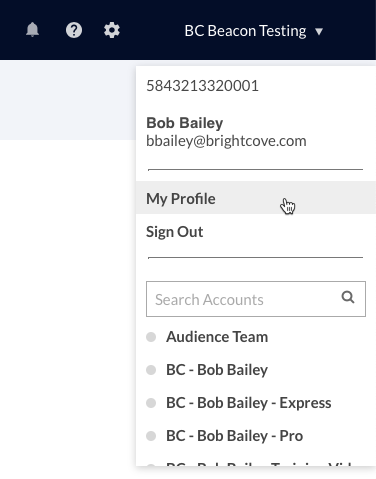 BC Beacon Testing ▼
5843213320001
Bob Bailey
bbailey@brightcove.com
My Profile
Sign Out
Search Accounts
Audience Team
BC - Bob Bailey
BC - Bob Bailey - Express
BC - Bob Bailey - Pro